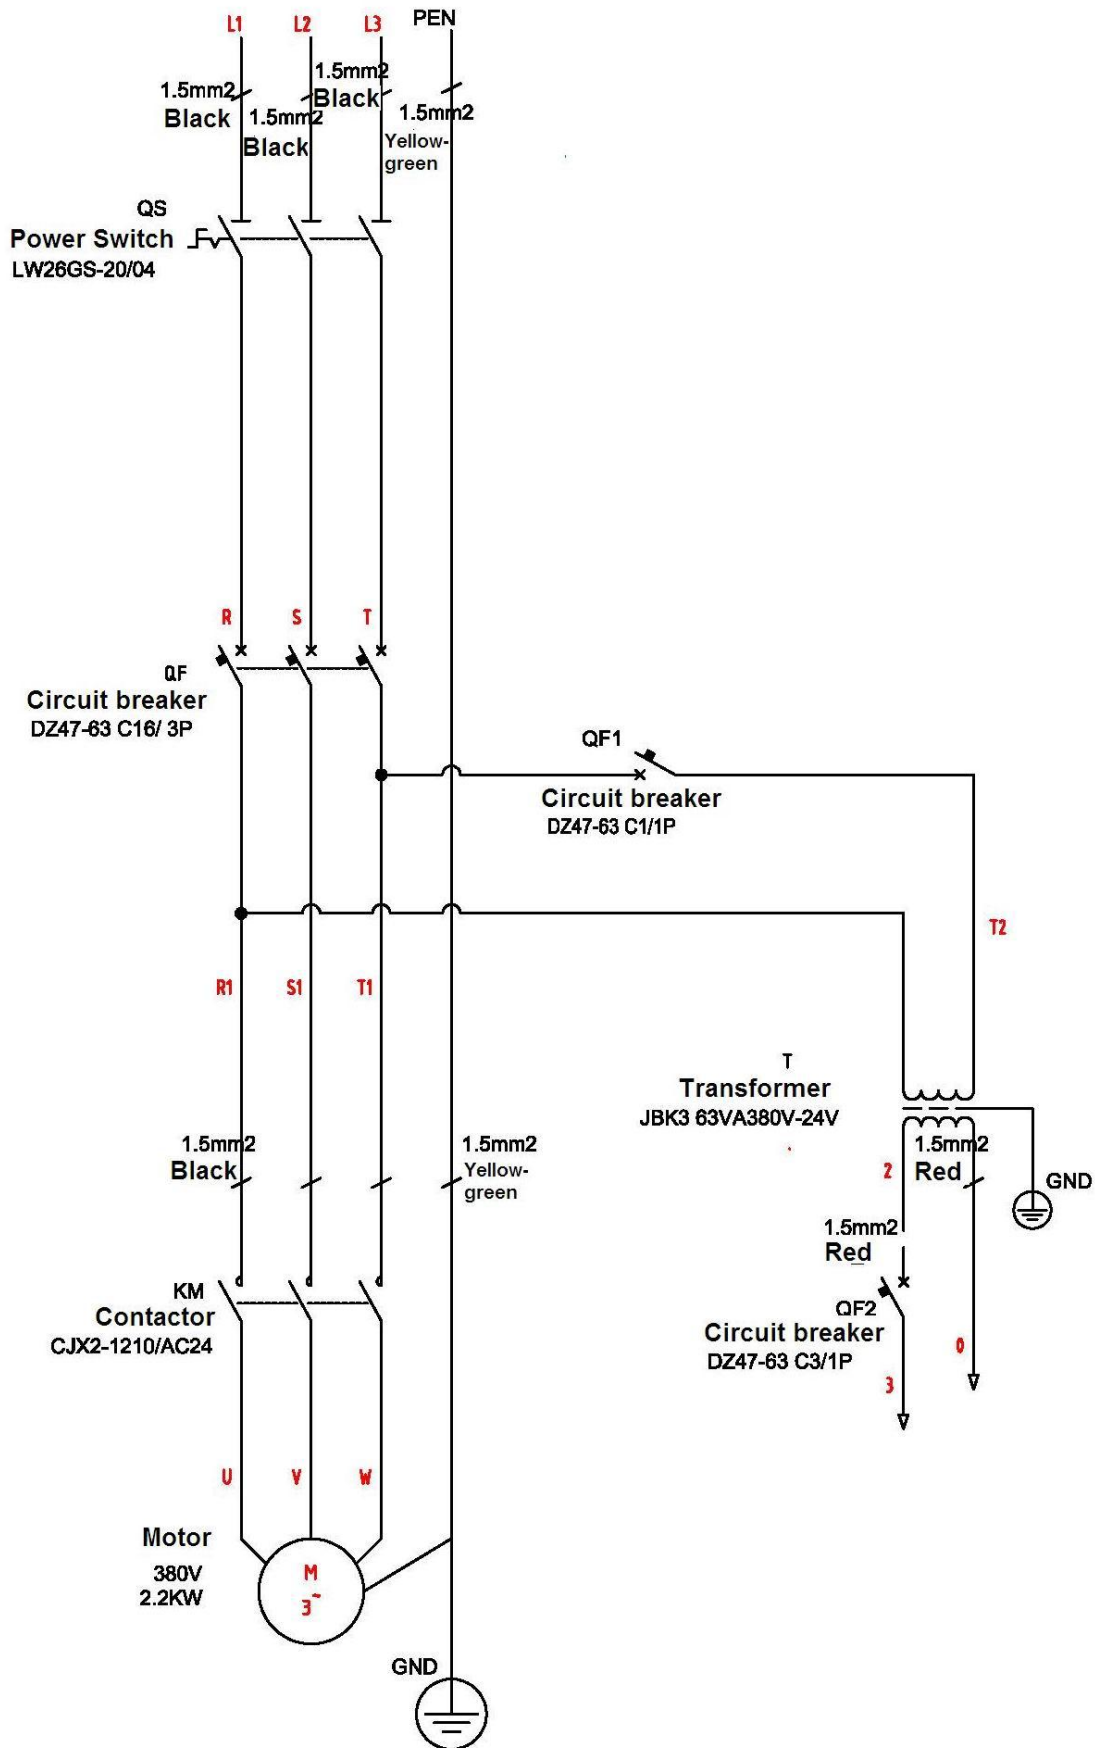 L1 L2 L3 PEN
1.5mm2
Black
1.5mm2
Black
1.5mm2
Black
1.5mm2
Yellow-
green
QS
Power Switch
LW26GS-20/04
R S T
QF
Circuit breaker
DZ47-63 C16/ 3P
QF1
Circuit breaker
DZ47-63 C1/1P
T2
R1 S1 T1
T
Transformer
JBK3 63VA380V-24V
1.5mm2
Black
1.5mm2
Yellow-
green
2
1.5mm2
Red
GND
1.5mm2
Red
KM
Contactor
CJX2-1210/AC24
QF2
Circuit breaker
DZ47-63 C3/1P
0
3
U V W
Motor
380V
2.2KW
M
3~
GND